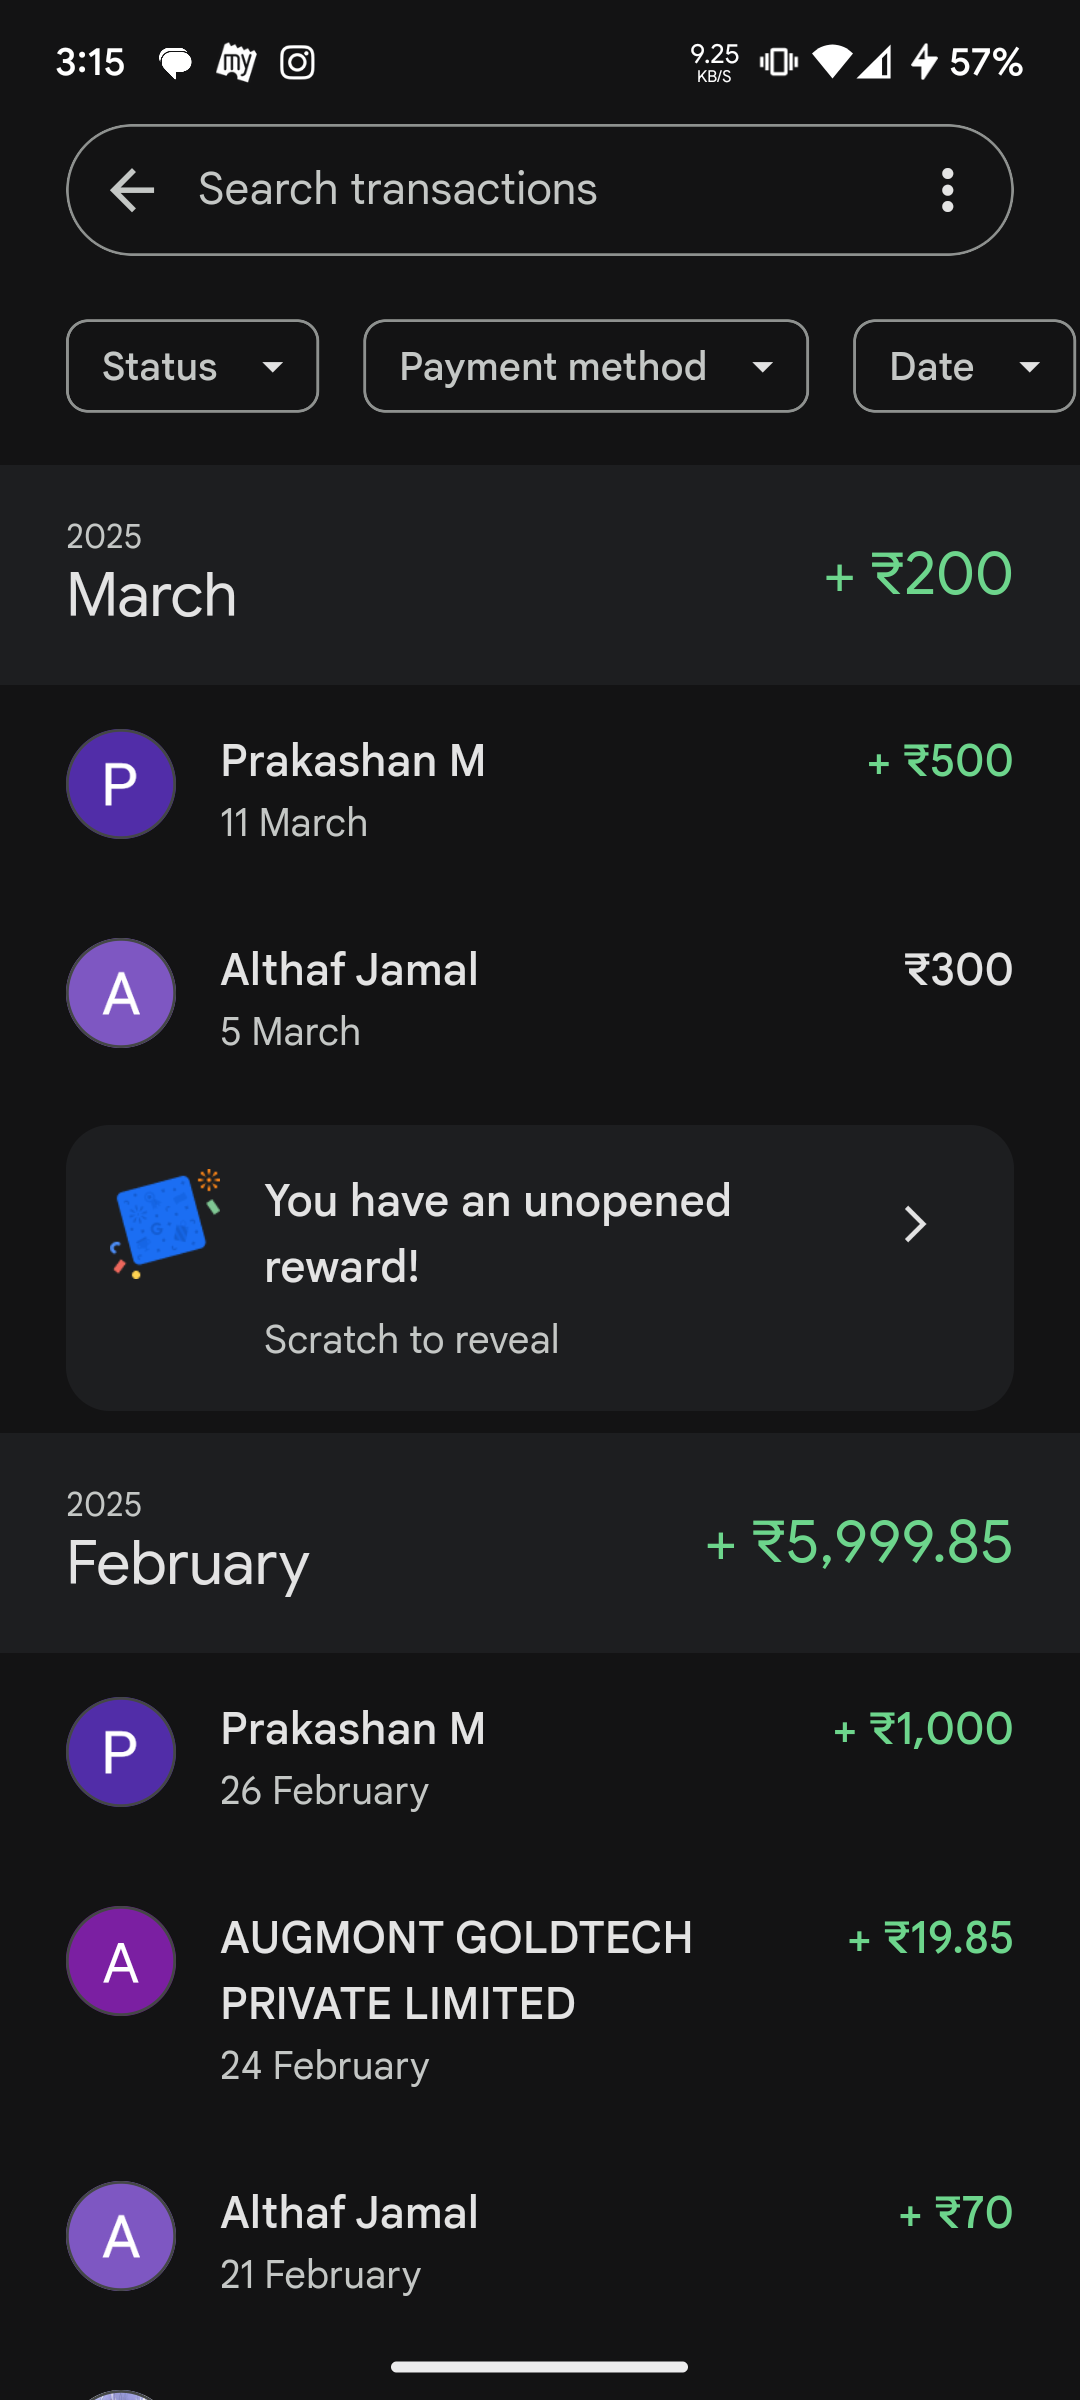 3:15
my
9.25
KB/S
57%
Search transactions
Status
Payment method
Date
2025
March
+ ₹200
P
Prakashan M
+ ₹500
11 March
A
Althaf Jamal
₹300
5 March
You have an unopened
reward!
Scratch to reveal
2025
February
+ ₹5,999.85
P
Prakashan M
+ ₹1,000
26 February
A
AUGMONT GOLDTECH
+ ₹19.85
PRIVATE LIMITED
24 February
A
Althaf Jamal
+ ₹70
21 February